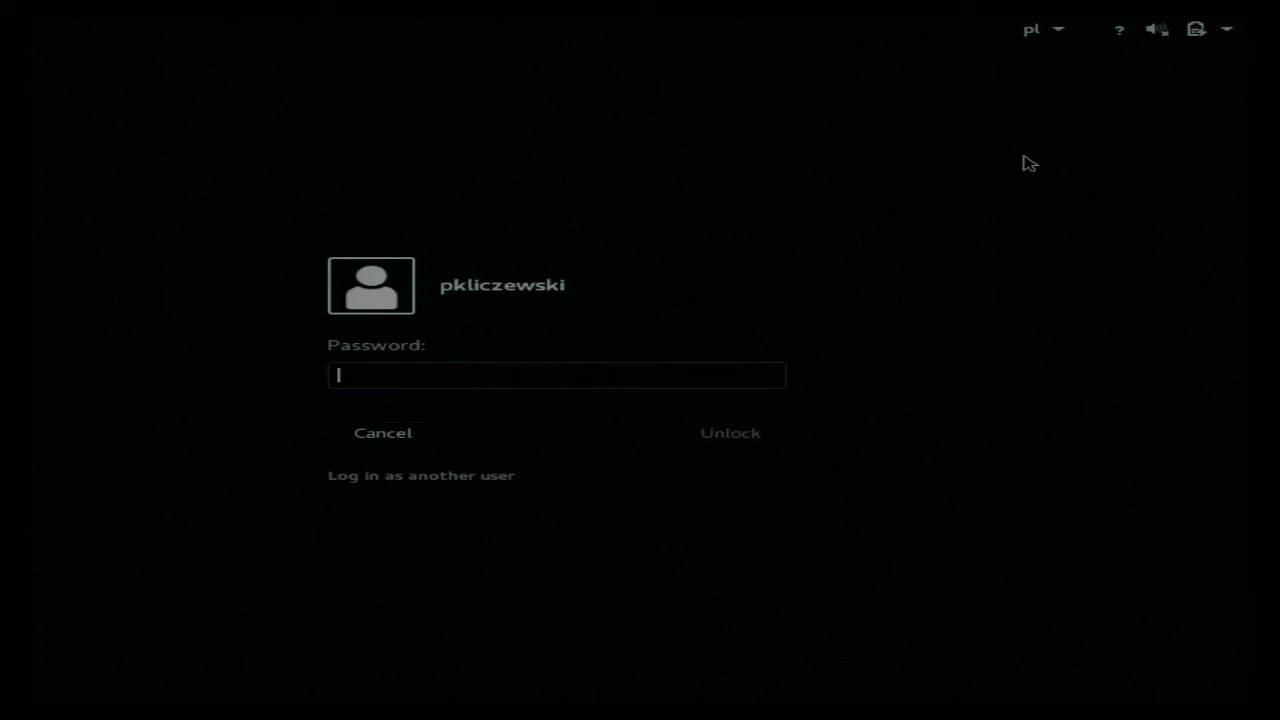 pl ?
pkliczewski
Password:
Cancel Unlock
Log in as another user